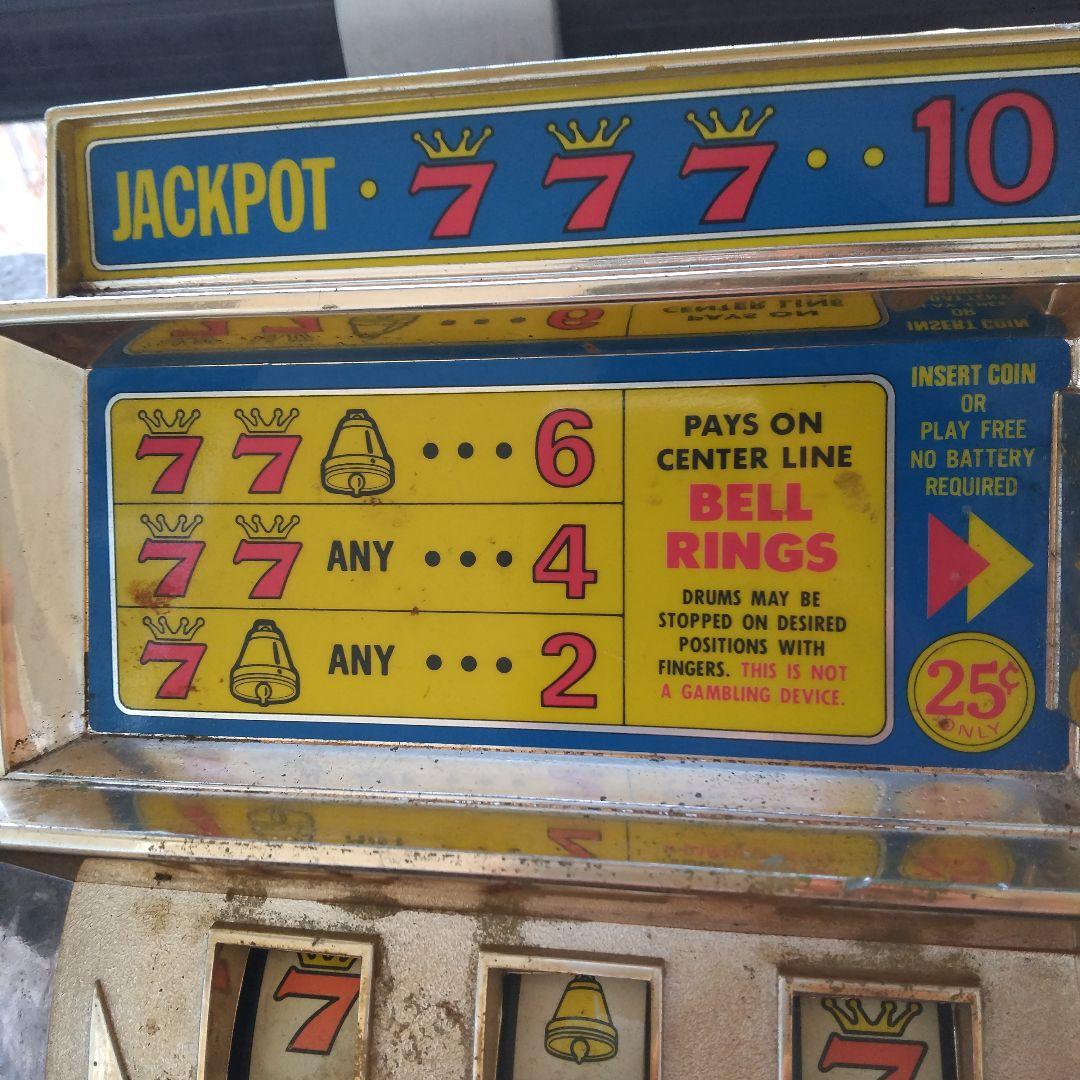 JACKPOT · 7 7 7 · · 10
7 7 ... 6
7 7 ANY ... 4
7 ANY ... 2
PAYS ON
CENTER LINE
BELL
RINGS
DRUMS MAY BE
STOPPED ON DESIRED
POSITIONS WITH
FINGERS. THIS IS NOT
A GAMBLING DEVICE.
INSERT COIN
OR
PLAY FREE
NO BATTERY
REQUIRED
25¢
ONLY
7 7